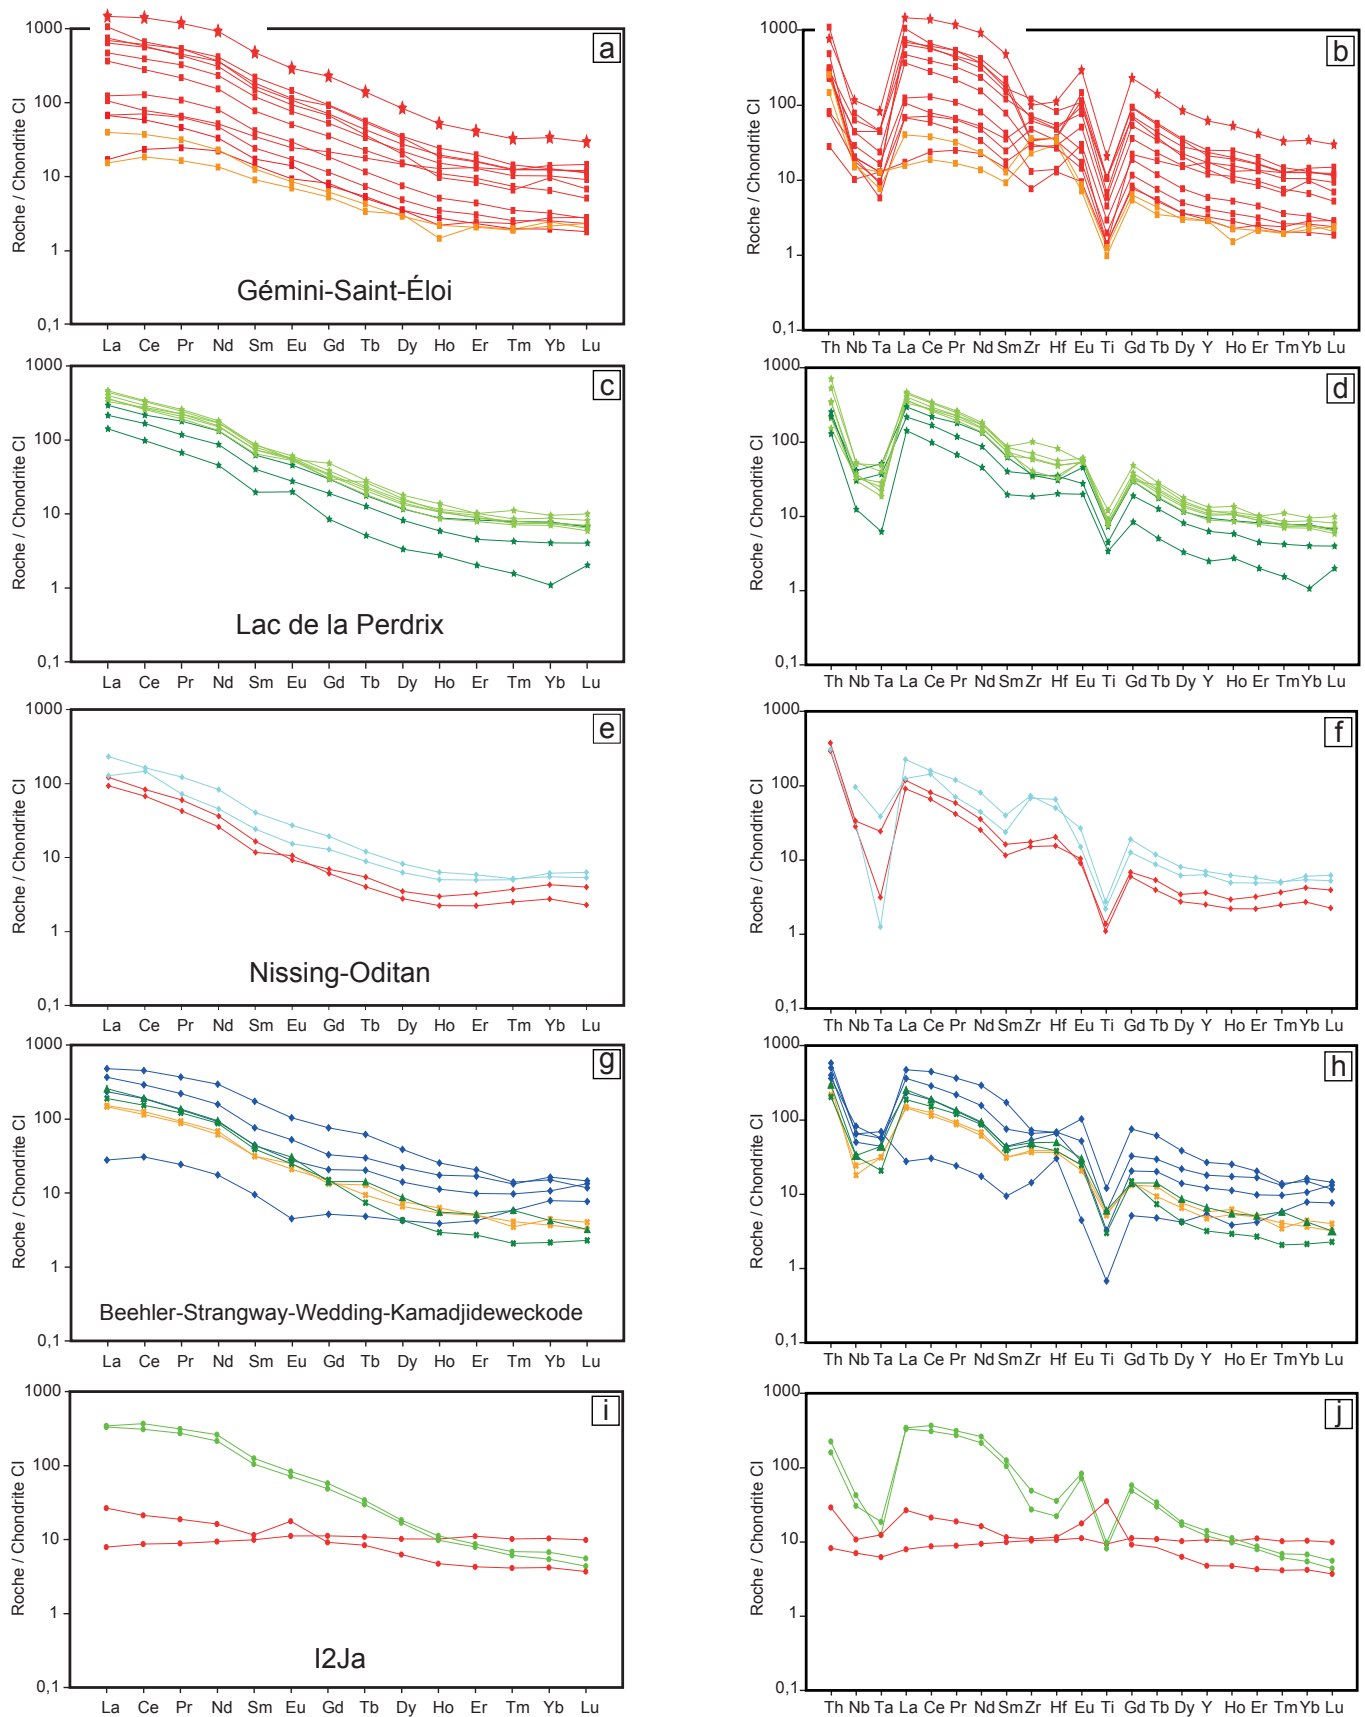 a
1000
100
10
1
0,1
Roche / Chondrite CI
Gémini-Saint-Éloi
La Ce Pr Nd Sm Eu Gd Tb Dy Ho Er Tm Yb Lu
b
1000
100
10
1
0,1
Roche / Chondrite CI
Th Nb Ta La Ce Pr Nd Sm Zr Hf Eu Ti Gd Tb Dy Y Ho Er Tm Yb Lu
c
1000
100
10
1
0,1
Roche / Chondrite CI
Lac de la Perdrix
La Ce Pr Nd Sm Eu Gd Tb Dy Ho Er Tm Yb Lu
d
1000
100
10
1
0,1
Roche / Chondrite CI
Th Nb Ta La Ce Pr Nd Sm Zr Hf Eu Ti Gd Tb Dy Y Ho Er Tm Yb Lu
e
1000
100
10
1
0,1
Roche / Chondrite CI
Nissing-Oditan
La Ce Pr Nd Sm Eu Gd Tb Dy Ho Er Tm Yb Lu
f
1000
100
10
1
0,1
Roche / Chondrite CI
Th Nb Ta La Ce Pr Nd Sm Zr Hf Eu Ti Gd Tb Dy Y Ho Er Tm Yb Lu
g
1000
100
10
1
0,1
Roche / Chondrite CI
Beehler-Strangway-Wedding-Kamadjideweckode
La Ce Pr Nd Sm Eu Gd Tb Dy Ho Er Tm Yb Lu
h
1000
100
10
1
0,1
Roche / Chondrite CI
Th Nb Ta La Ce Pr Nd Sm Zr Hf Eu Ti Gd Tb Dy Y Ho Er Tm Yb Lu
i
1000
100
10
1
0,1
Roche / Chondrite CI
I2Ja
La Ce Pr Nd Sm Eu Gd Tb Dy Ho Er Tm Yb Lu
j
1000
100
10
1
0,1
Roche / Chondrite CI
Th Nb Ta La Ce Pr Nd Sm Zr Hf Eu Ti Gd Tb Dy Y Ho Er Tm Yb Lu